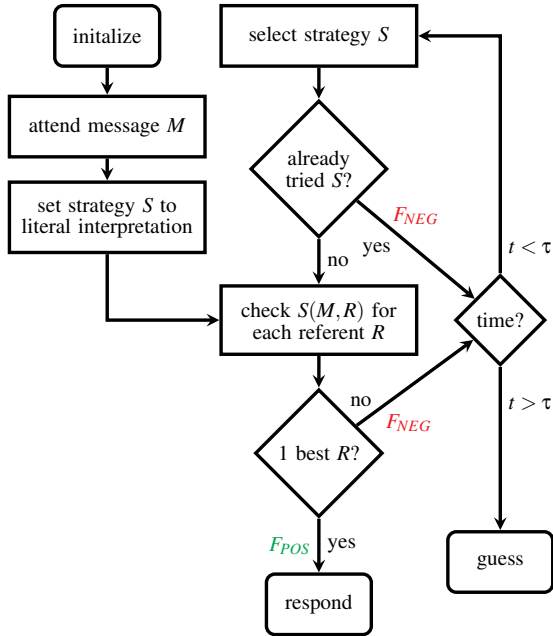 initalize
select strategy S
attend message M
already
tried S?
set strategy S to
literal interpretation
F_NEG
yes
no
t < τ
check S(M,R) for
each referent R
time?
no
F_NEG
t > τ
1 best R?
F_POS
yes
guess
respond